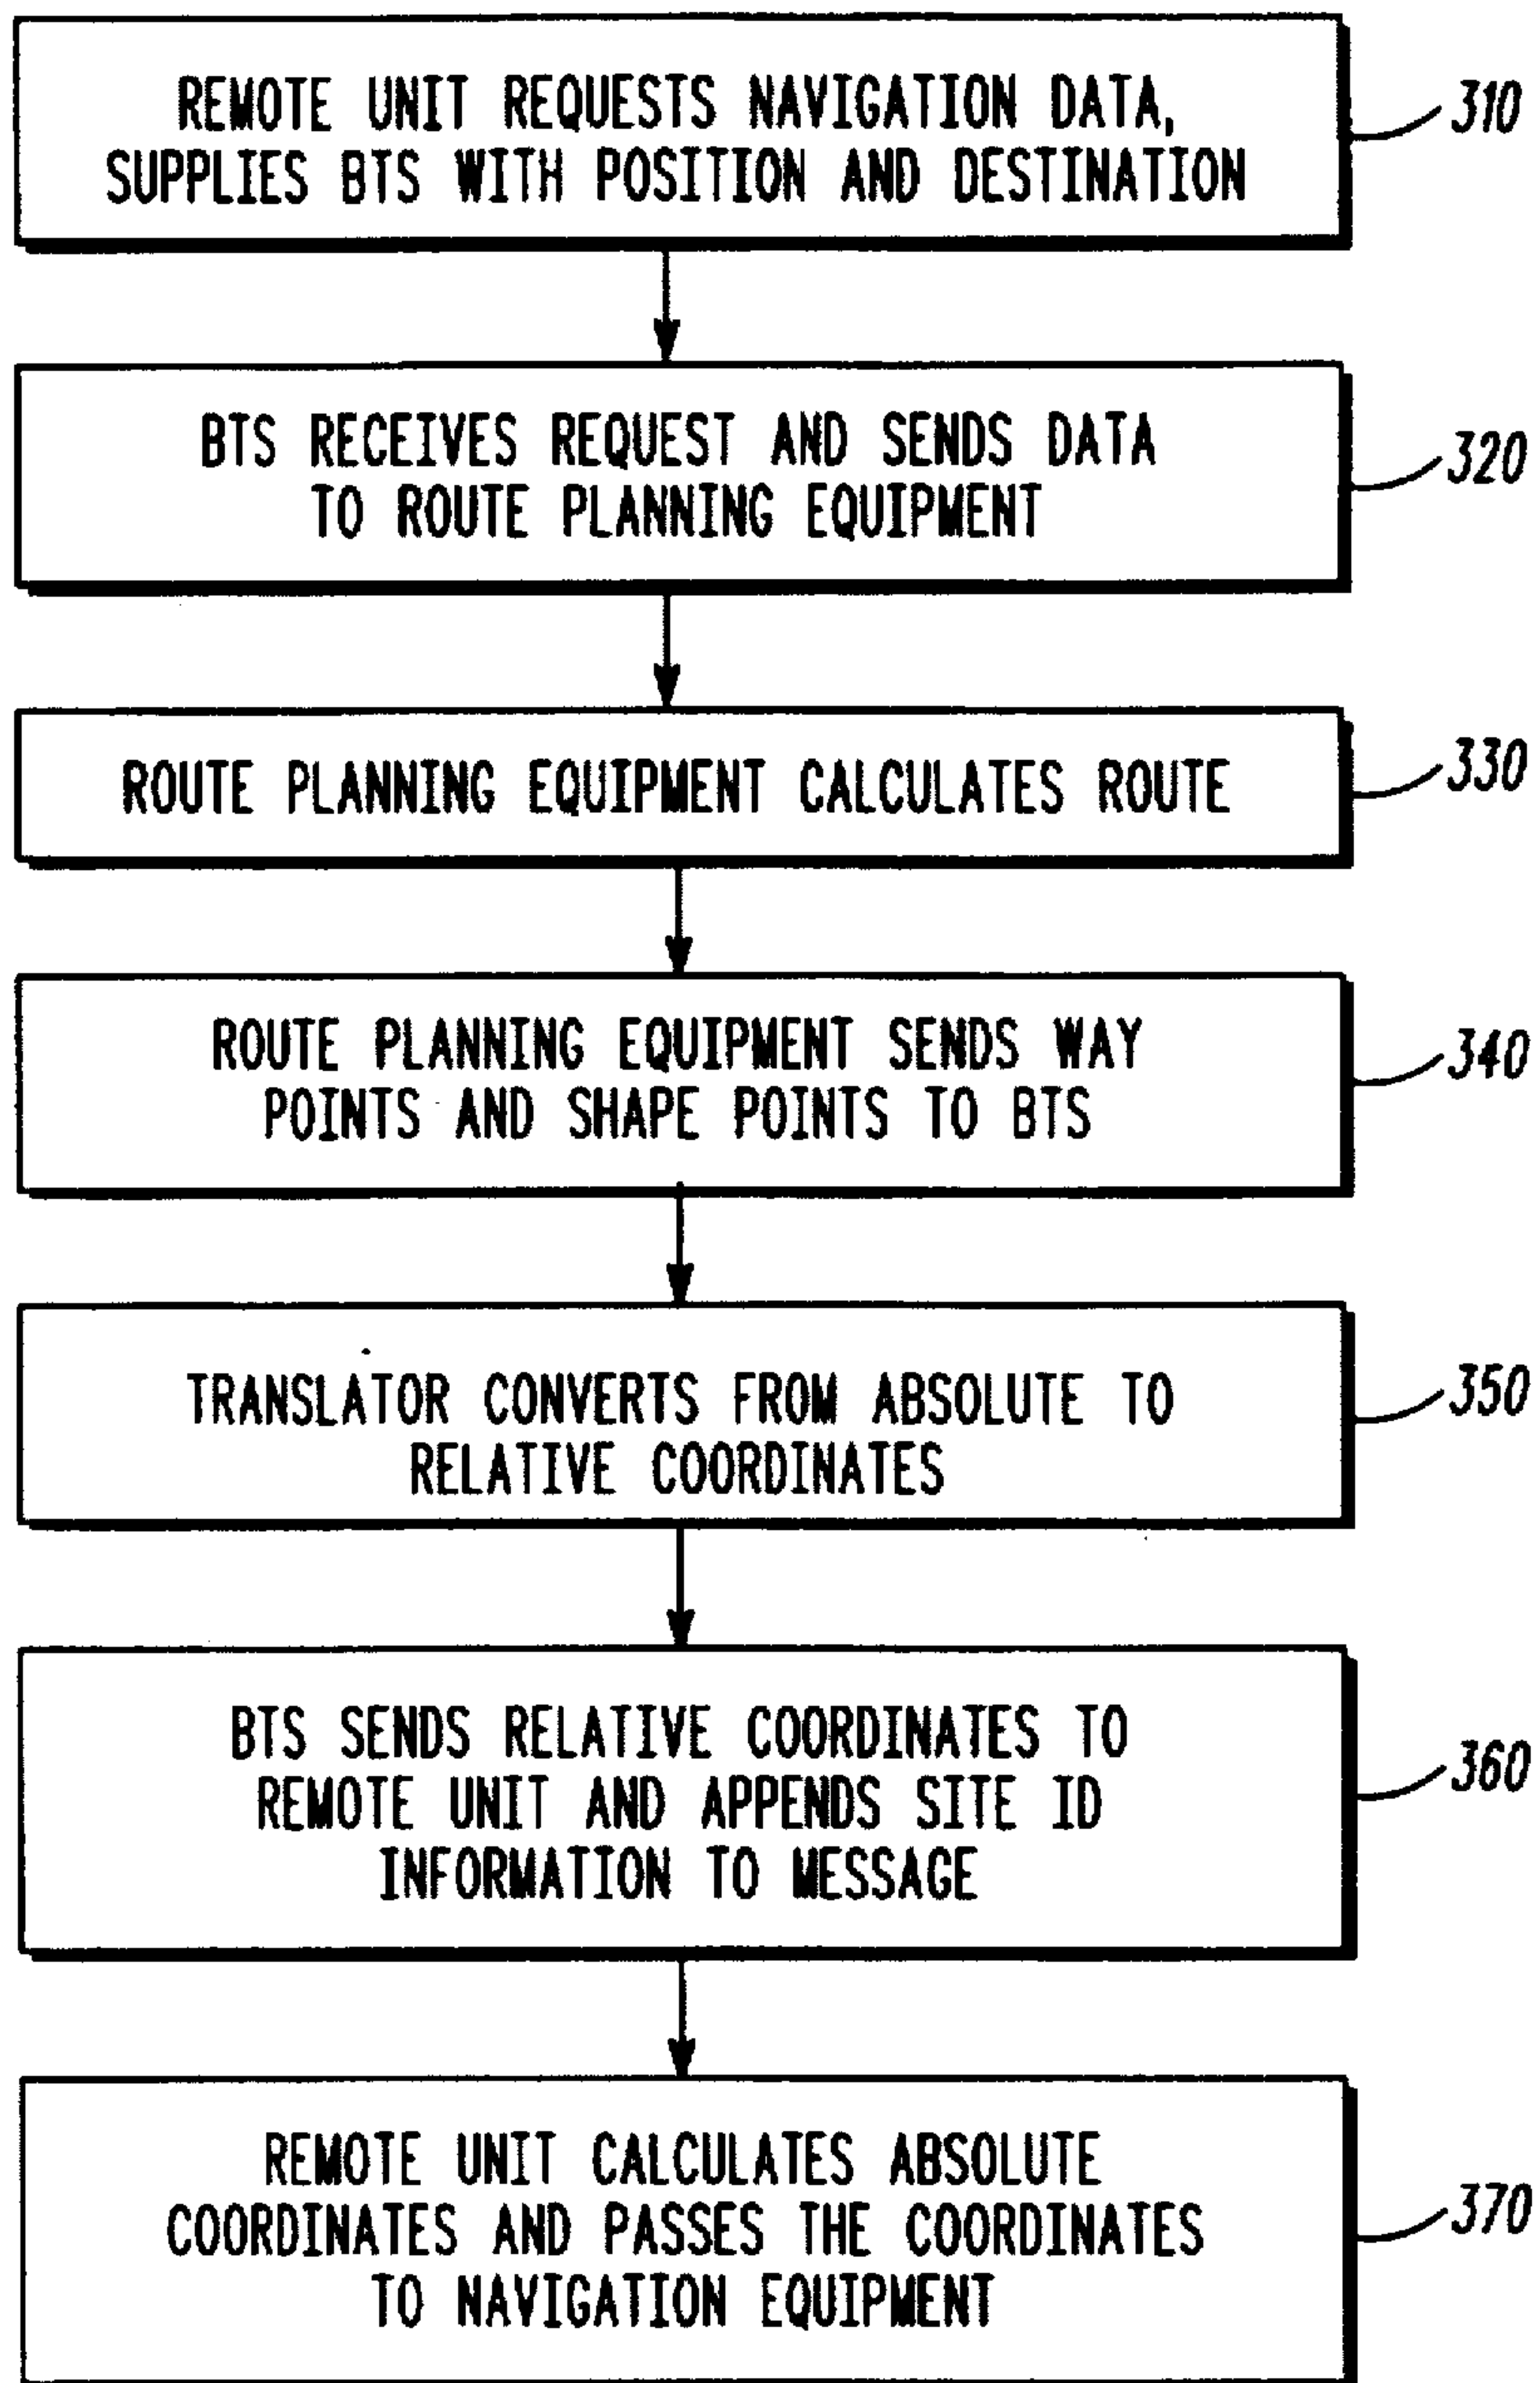 REMOTE UNIT REQUESTS NAVIGATION DATA,
SUPPLIES BTS WITH POSITION AND DESTINATION
310
BTS RECEIVES REQUEST AND SENDS DATA
TO ROUTE PLANNING EQUIPMENT
320
ROUTE PLANNING EQUIPMENT CALCULATES ROUTE
330
ROUTE PLANNING EQUIPMENT SENDS WAY
POINTS AND SHAPE POINTS TO BTS
340
TRANSLATOR CONVERTS FROM ABSOLUTE TO
RELATIVE COORDINATES
350
BTS SENDS RELATIVE COORDINATES TO
REMOTE UNIT AND APPENDS SITE ID
INFORMATION TO MESSAGE
360
REMOTE UNIT CALCULATES ABSOLUTE
COORDINATES AND PASSES THE COORDINATES
TO NAVIGATION EQUIPMENT
370